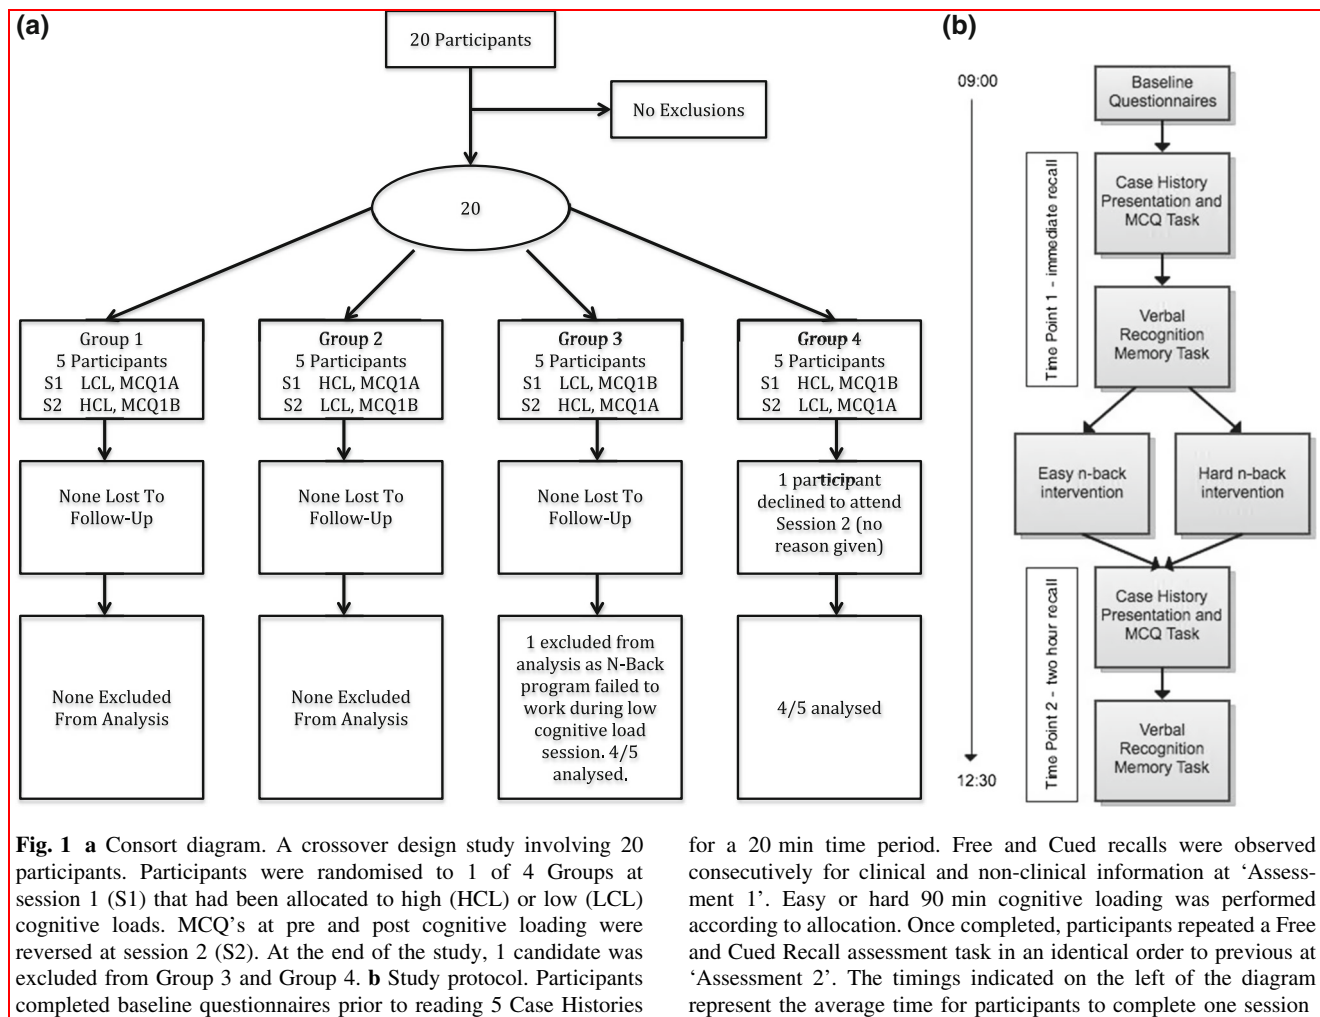 (a)
20 Participants
No Exclusions
20
Group 1
5 Participants
S1 LCL, MCQ1A
S2 HCL, MCQ1B
Group 2
5 Participants
S1 HCL, MCQ1A
S2 LCL, MCQ1B
Group 3
5 Participants
S1 LCL, MCQ1B
S2 HCL, MCQ1A
Group 4
5 Participants
S1 HCL, MCQ1B
S2 LCL, MCQ1A
None Lost To
Follow-Up
None Lost To
Follow-Up
None Lost To
Follow-Up
1 participant
declined to attend
Session 2 (no
reason given)
None Excluded
From Analysis
None Excluded
From Analysis
1 excluded from
analysis as N-Back
program failed to
work during low
cognitive load
session. 4/5
analysed.
4/5 analysed
(b)
09:00
12:30
Baseline
Questionnaires
Time Point 1 - immediate recall
Case History
Presentation and
MCQ Task
Verbal
Recognition
Memory Task
Easy n-back
intervention
Hard n-back
intervention
Time Point 2 - two hour recall
Case History
Presentation and
MCQ Task
Verbal
Recognition
Memory Task
Fig. 1 a Consort diagram. A crossover design study involving 20
participants. Participants were randomised to 1 of 4 Groups at
session 1 (S1) that had been allocated to high (HCL) or low (LCL)
cognitive loads. MCQ's at pre and post cognitive loading were
reversed at session 2 (S2). At the end of the study, 1 candidate was
excluded from Group 3 and Group 4. b Study protocol. Participants
completed baseline questionnaires prior to reading 5 Case Histories
for a 20 min time period. Free and Cued recalls were observed
consecutively for clinical and non-clinical information at 'Assess-
ment 1'. Easy or hard 90 min cognitive loading was performed
according to allocation. Once completed, participants repeated a Free
and Cued Recall assessment task in an identical order to previous at
'Assessment 2'. The timings indicated on the left of the diagram
represent the average time for participants to complete one session